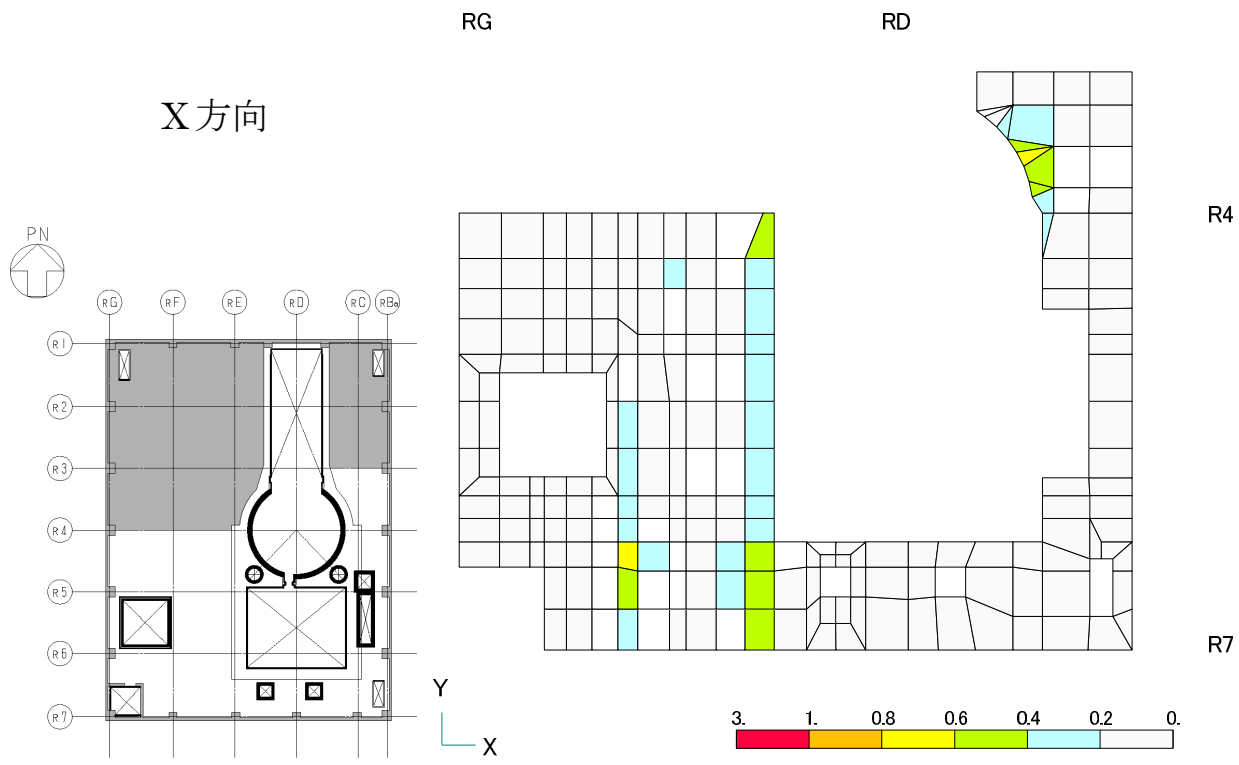 RG RD
X 方向
R4
PN
RG RF RE RD RC RBa
R1
R2
R3
R4
R5
R6
R7
R7
Y
X
3. 1. 0.8 0.6 0.4 0.2 0.